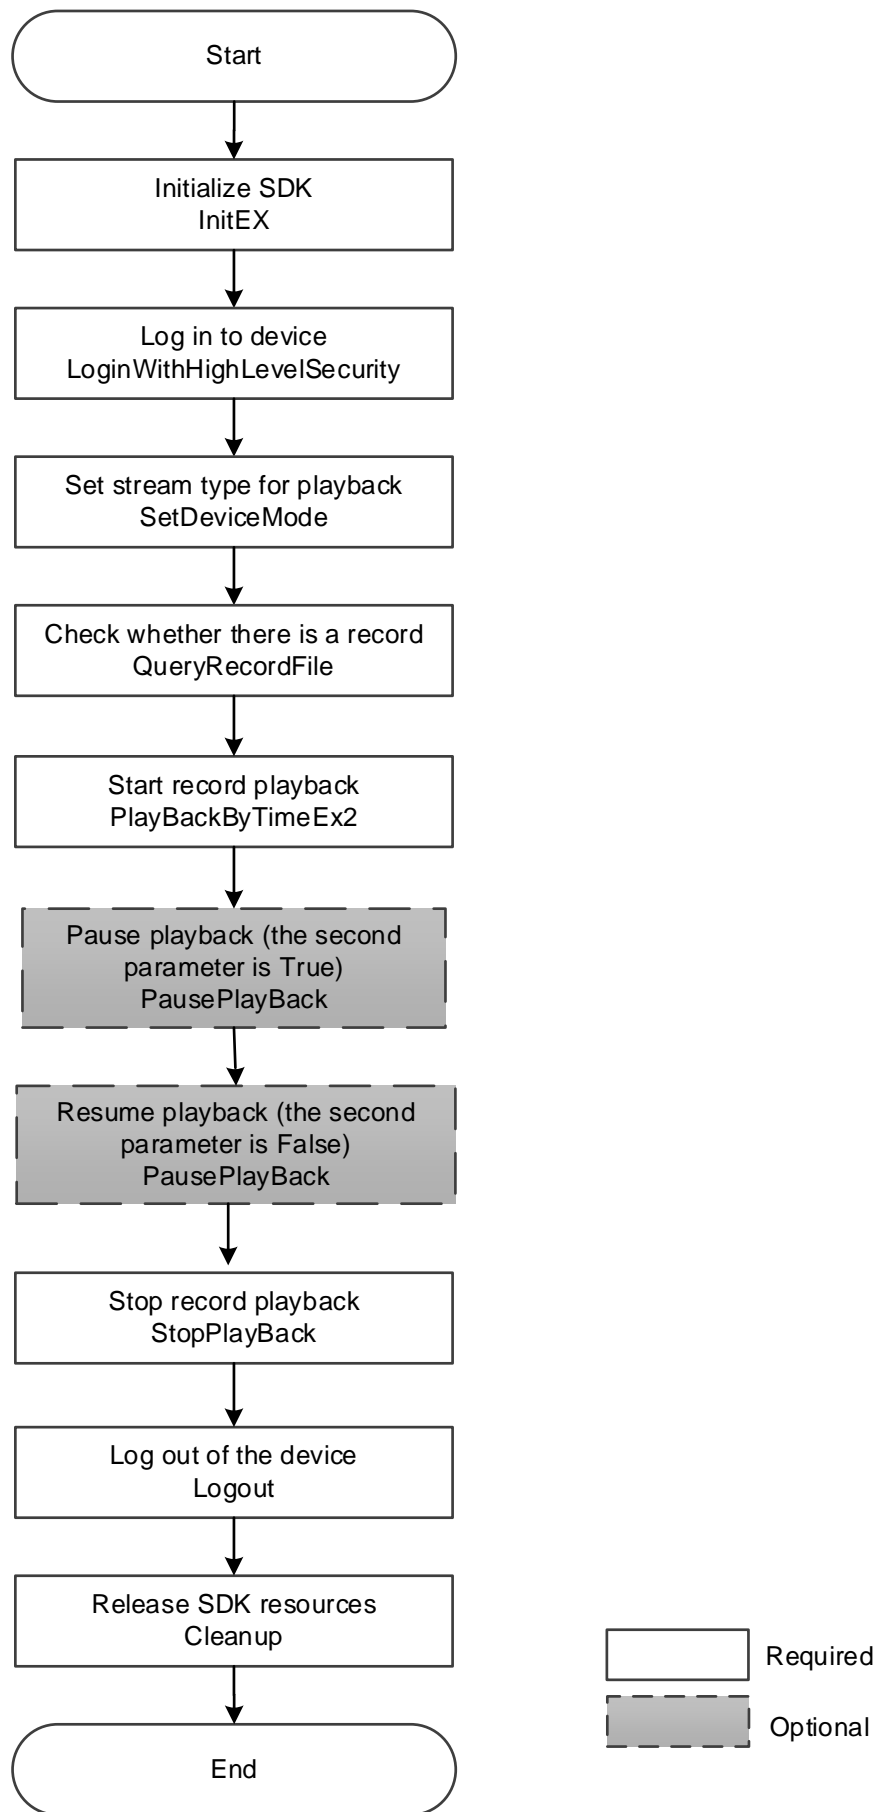 Start
Initialize SDK
InitEX
Log in to device
LoginWithHighLevelSecurity
Set stream type for playback
SetDeviceMode
Check whether there is a record
QueryRecordFile
Start record playback
PlayBackByTimeEx2
Pause playback (the second
parameter is True)
PausePlayBack
Resume playback (the second
parameter is False)
PausePlayBack
Stop record playback
StopPlayBack
Log out of the device
Logout
Release SDK resources
Cleanup
End
Required
Optional